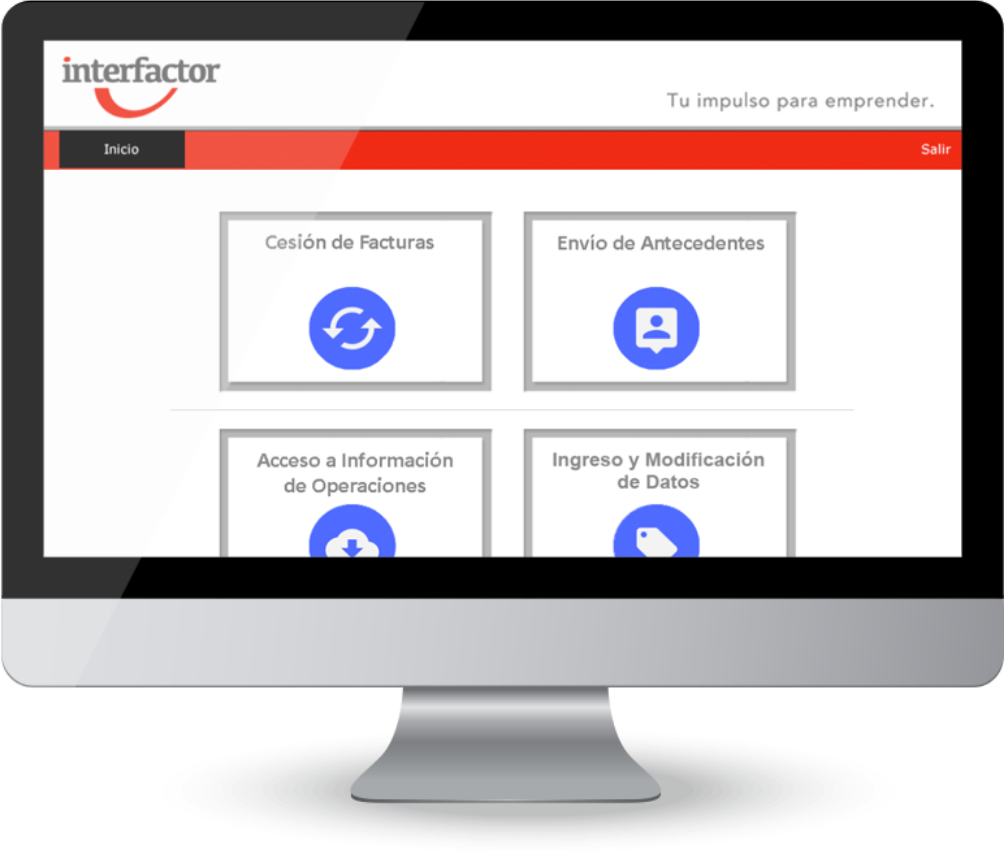 interfactor
Tu impulso para emprender.
Inicio
Salir
Cesión de Facturas
Envío de Antecedentes
Acceso a Información
de Operaciones
Ingreso y Modificación
de Datos